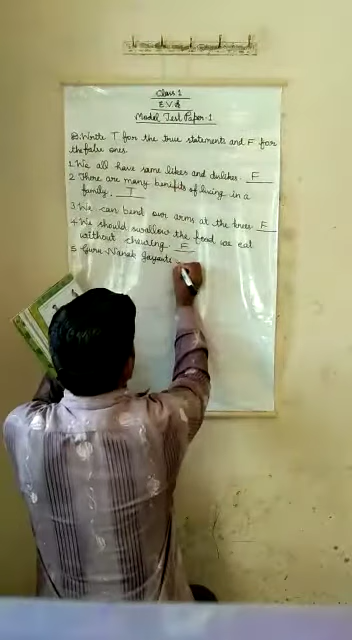 Class 1
E.V.S
Model Test Paper-1
Q. Write T for the true statements and F for
the false ones.
1. We all have same likes and dislikes. F
2. There are many benifits of living in a
family. T
3. We can bend our arms at the knees F
4. We should swallow the food we eat
without chewing. F
5 Guru Nanak Jayanti